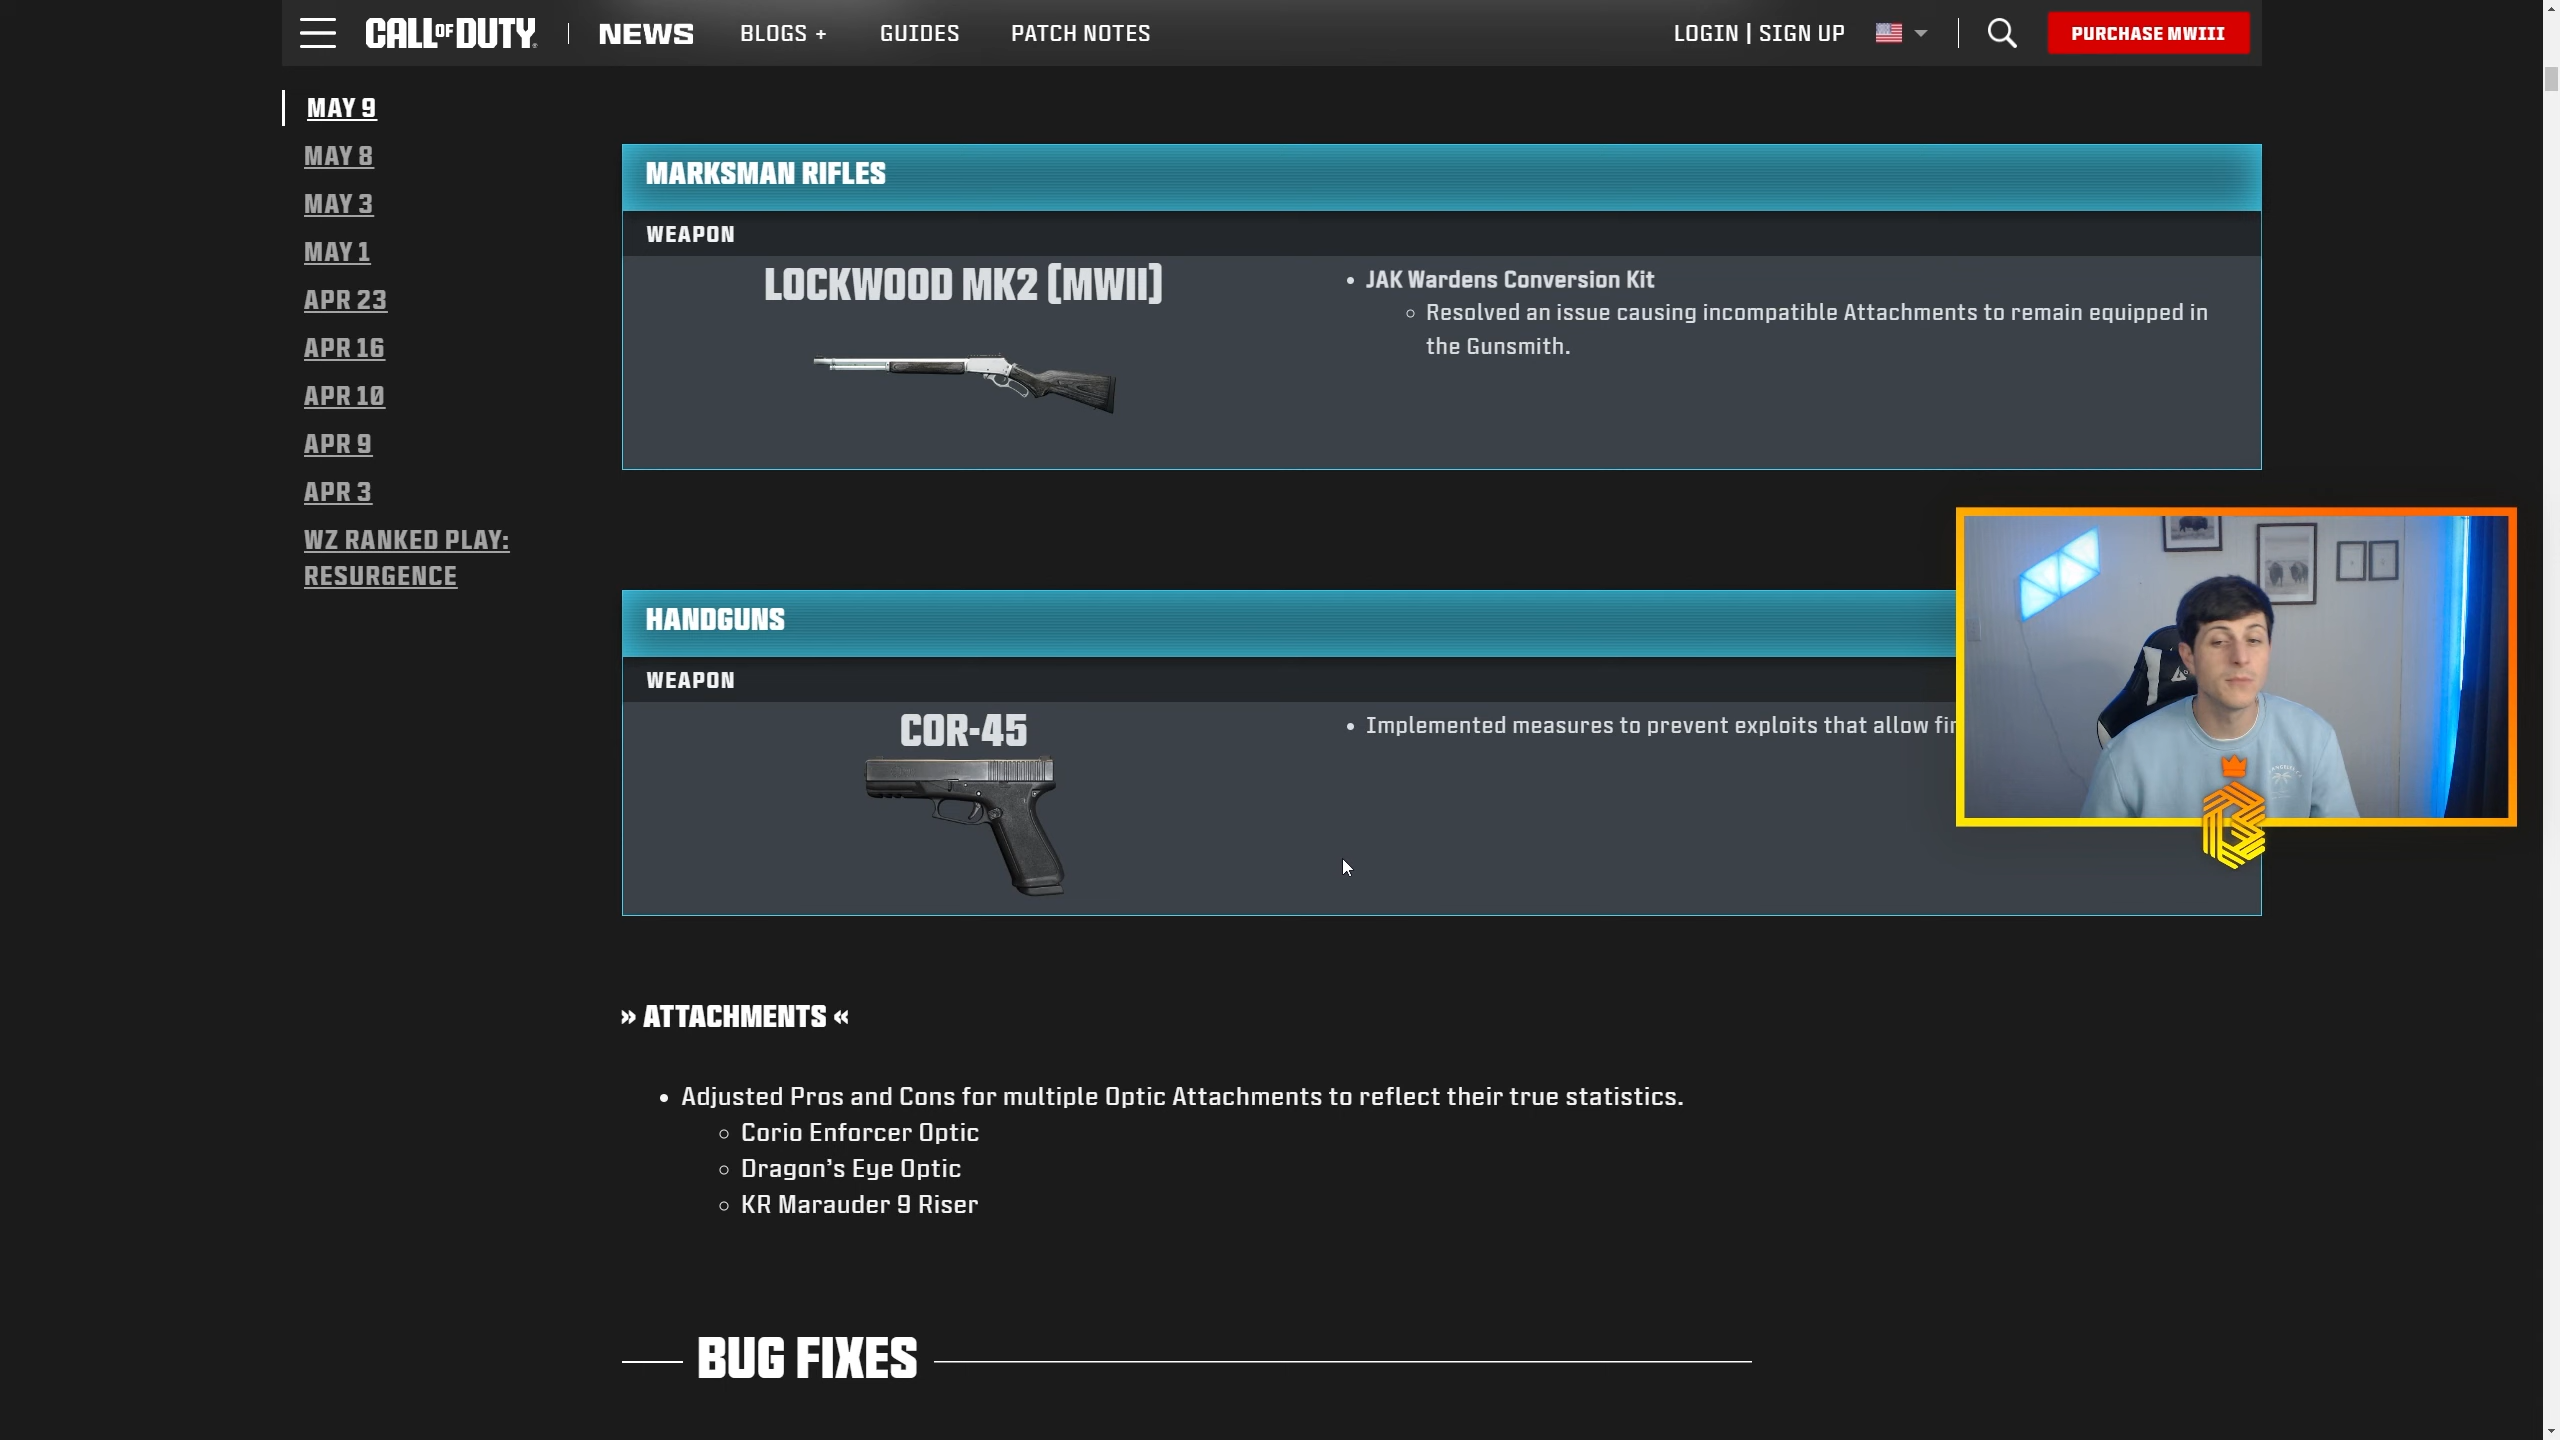 CALL OF DUTY
NEWS
BLOGS +
GUIDES
PATCH NOTES
LOGIN | SIGN UP
PURCHASE MWIII
MAY 9
MAY 8
MAY 3
MAY 1
APR 23
APR 16
APR 10
APR 9
APR 3
WZ RANKED PLAY:
RESURGENCE
MARKSMAN RIFLES
WEAPON
LOCKWOOD MK2 (MWII)
• JAK Wardens Conversion Kit
○ Resolved an issue causing incompatible Attachments to remain equipped in
the Gunsmith.
HANDGUNS
WEAPON
COR-45
• Implemented measures to prevent exploits that allow
» ATTACHMENTS «
• Adjusted Pros and Cons for multiple Optic Attachments to reflect their true statistics.
○ Corio Enforcer Optic
○ Dragon’s Eye Optic
○ KR Marauder 9 Riser
BUG FIXES